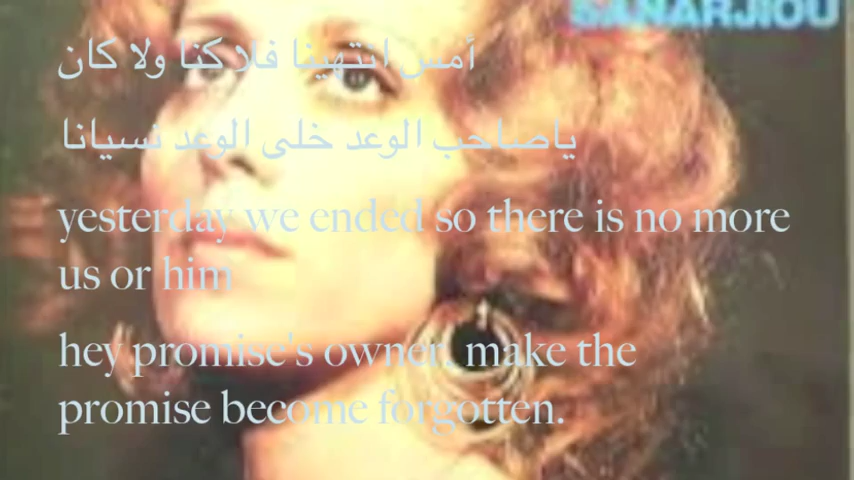 SANARJIOU
أمس انتهينا فلا كنا ولا كان
ياصاحب الوعد خلى الوعد نسيانا
yesterday we ended so there is no more
us or him
hey promise's owner, make the
promise become forgotten.